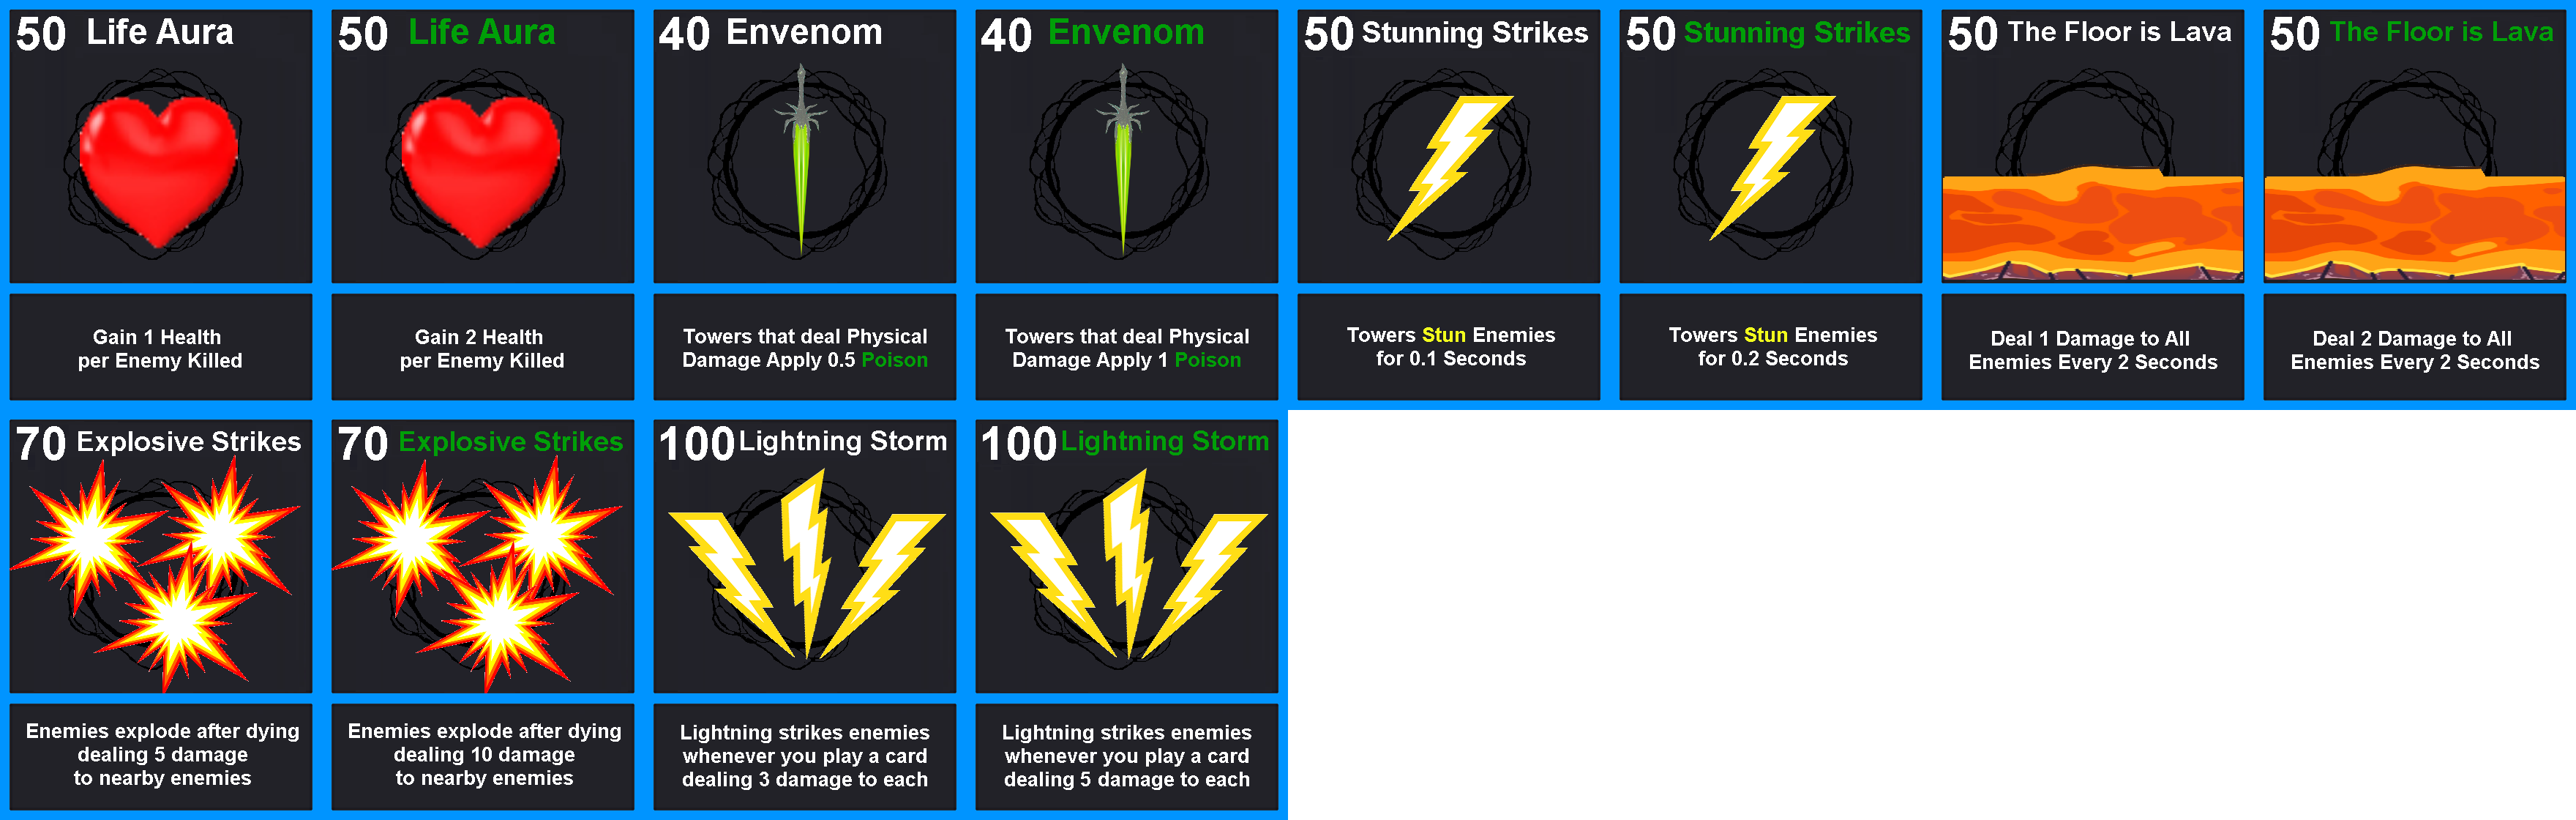 50 Life Aura
Gain 1 Health
per Enemy Killed
50 Life Aura
Gain 2 Health
per Enemy Killed
40 Envenom
Towers that deal Physical
Damage Apply 0.5 Poison
40 Envenom
Towers that deal Physical
Damage Apply 1 Poison
50 Stunning Strikes
Towers Stun Enemies
for 0.1 Seconds
50 Stunning Strikes
Towers Stun Enemies
for 0.2 Seconds
50 The Floor is Lava
Deal 1 Damage to All
Enemies Every 2 Seconds
50 The Floor is Lava
Deal 2 Damage to All
Enemies Every 2 Seconds
70 Explosive Strikes
Enemies explode after dying
dealing 5 damage
to nearby enemies
70 Explosive Strikes
Enemies explode after dying
dealing 10 damage
to nearby enemies
100 Lightning Storm
Lightning strikes enemies
whenever you play a card
dealing 3 damage to each
100 Lightning Storm
Lightning strikes enemies
whenever you play a card
dealing 5 damage to each